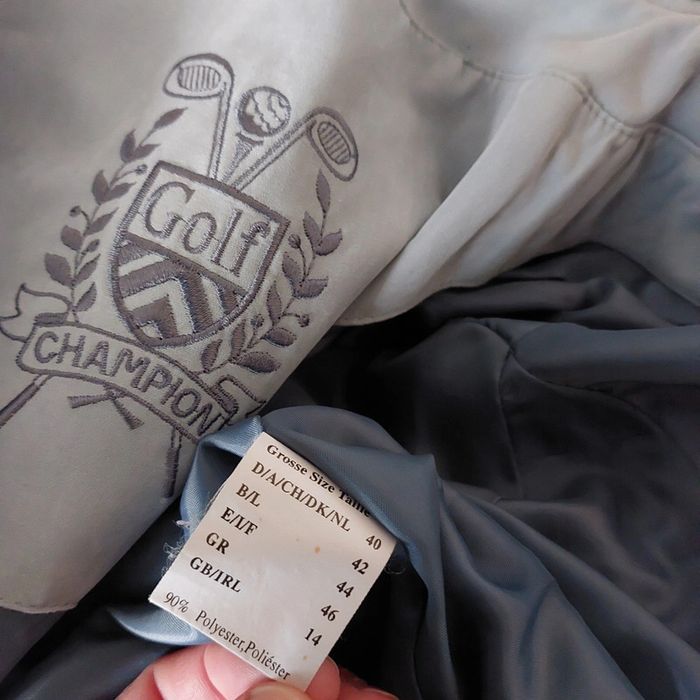 Golf
CHAMPION
Grosse Size Taille
D/A/CH/DK/NL 40
B/L 42
E/I/F 44
GR 46
GB/IRL 14
90% Polyester,Poliéster